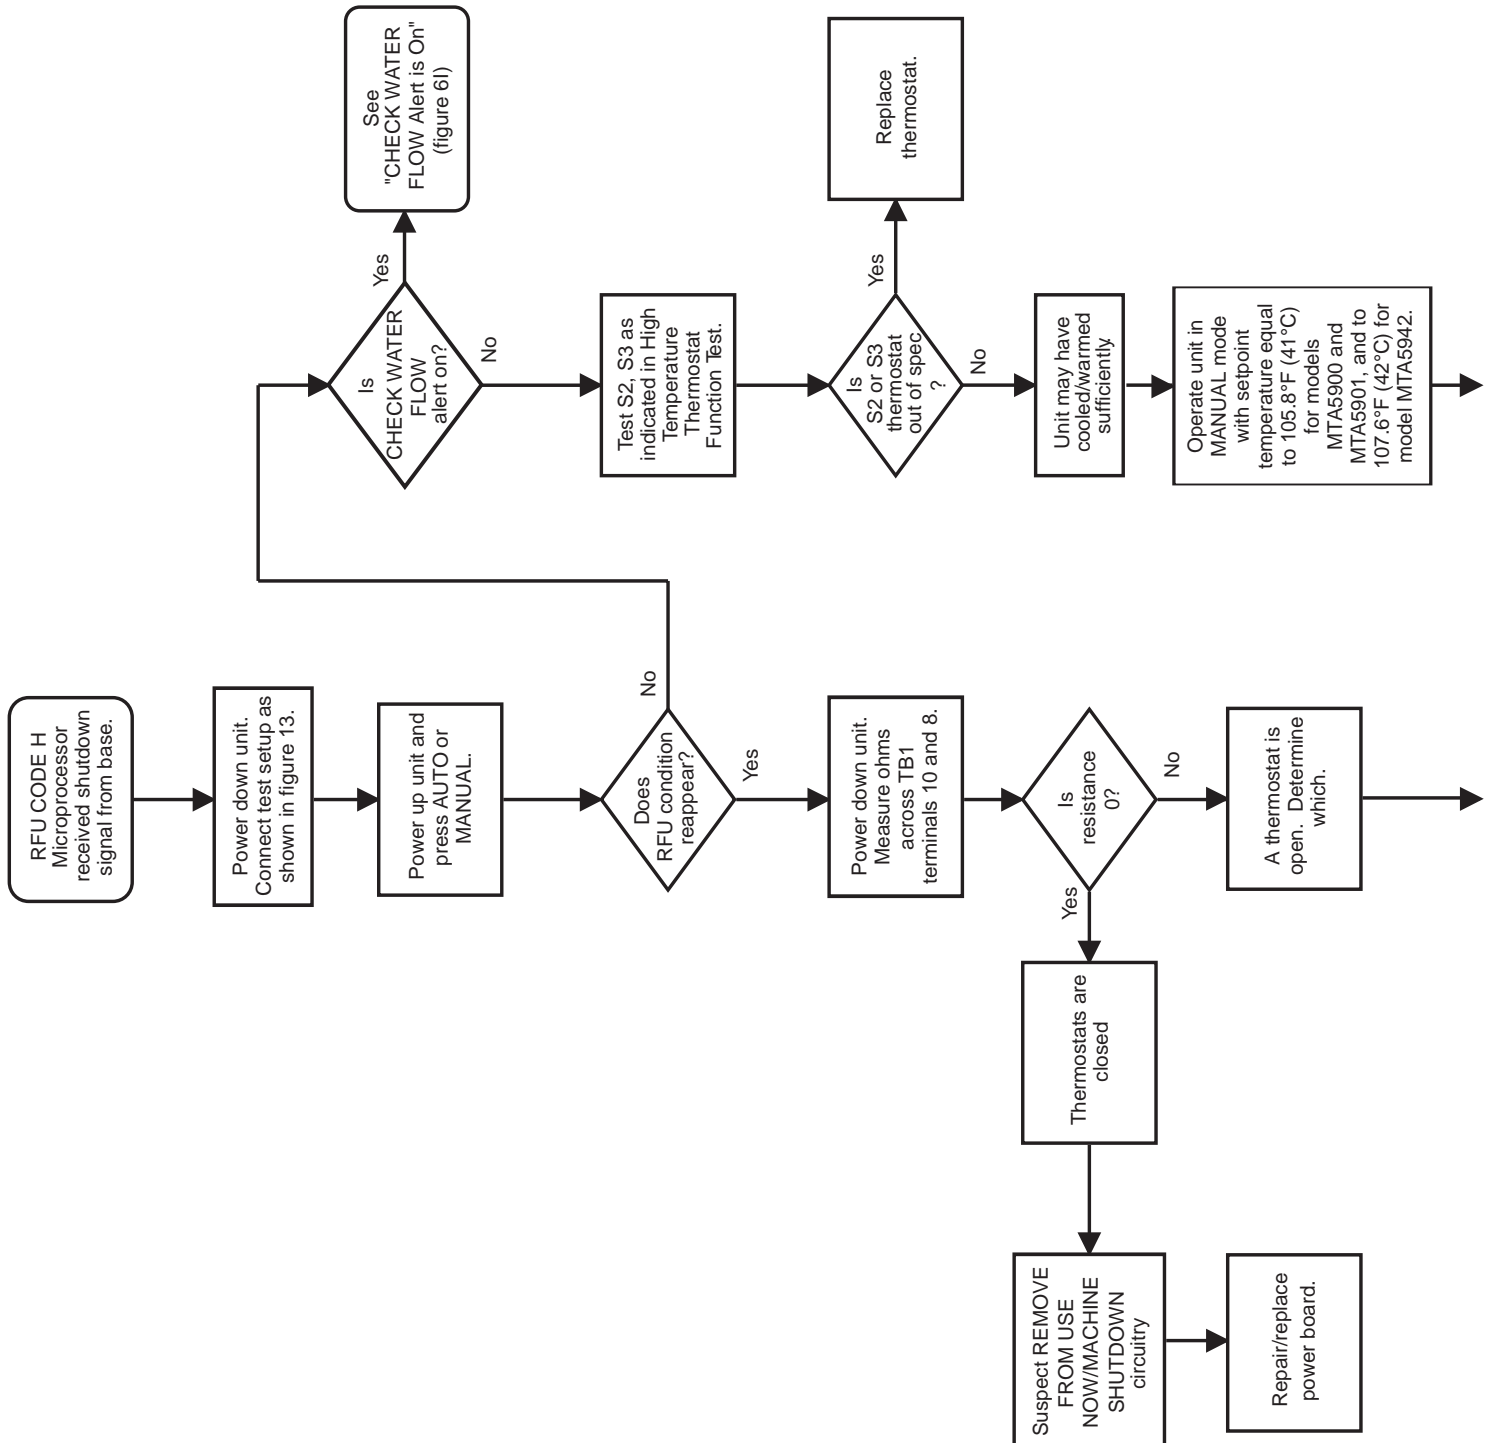 RFU CODE H
Microprocessor
received shutdown
signal from base.
Power down unit.
Connect test setup as
shown in figure 13.
Power up unit and
press AUTO or
MANUAL.
Does
RFU condition
reappear?
No
Yes
Is
CHECK WATER
FLOW
alert on?
Yes
See
"CHECK WATER
FLOW Alert is On"
(figure 6I)
No
Test S2, S3 as
indicated in High
Temperature
Thermostat
Function Test.
Is
S2 or S3
thermostat
out of spec
?
Yes
Replace
thermostat.
No
Unit may have
cooled/warmed
sufficiently.
Operate unit in
MANUAL mode
with setpoint
temperature equal
to 105.8°F (41°C)
for models
MTA5900 and
MTA5901, and to
107.6°F (42°C) for
model MTA5942.
Power down unit.
Measure ohms
across TB1
terminals 10 and 8.
Is
resistance
0?
Yes
No
Thermostats are
closed
Suspect REMOVE
FROM USE
NOW/MACHINE
SHUTDOWN
circuitry
Repair/replace
power board.
A thermostat is
open. Determine
which.